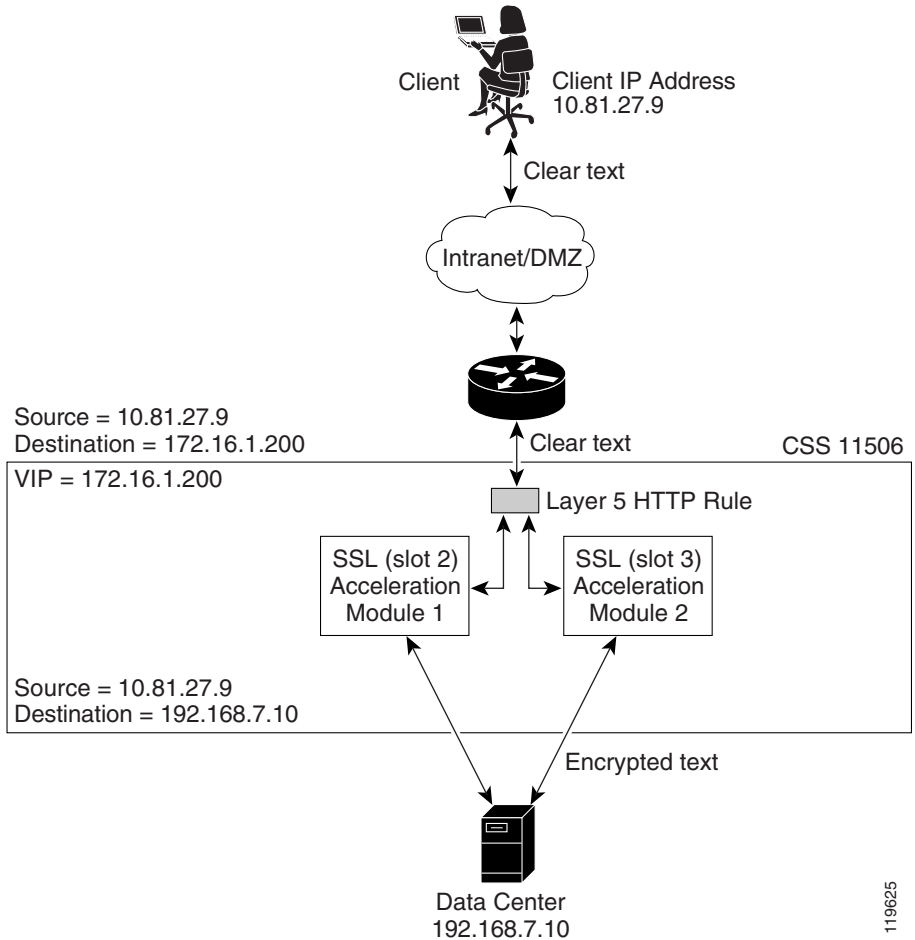 Client
Client IP Address
10.81.27.9
Clear text
Intranet/DMZ
Source = 10.81.27.9
Destination = 172.16.1.200
Clear text
CSS 11506
VIP = 172.16.1.200
Layer 5 HTTP Rule
SSL (slot 2)
Acceleration
Module 1
SSL (slot 3)
Acceleration
Module 2
Source = 10.81.27.9
Destination = 192.168.7.10
Encrypted text
Data Center
192.168.7.10
119625